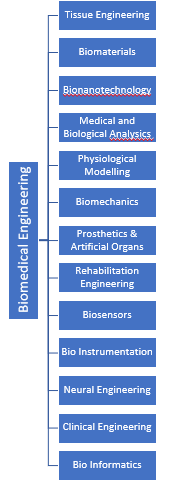 Biomedical Engineering
Tissue Engineering
Biomaterials
Bionanotechnology
Medical and
Biological Analytics
Physiological
Modelling
Biomechanics
Prosthetics &
Artificial Organs
Rehabilitation
Engineering
Biosensors
Bio Instrumentation
Neural Engineering
Clinical Engineering
Bio Informatics